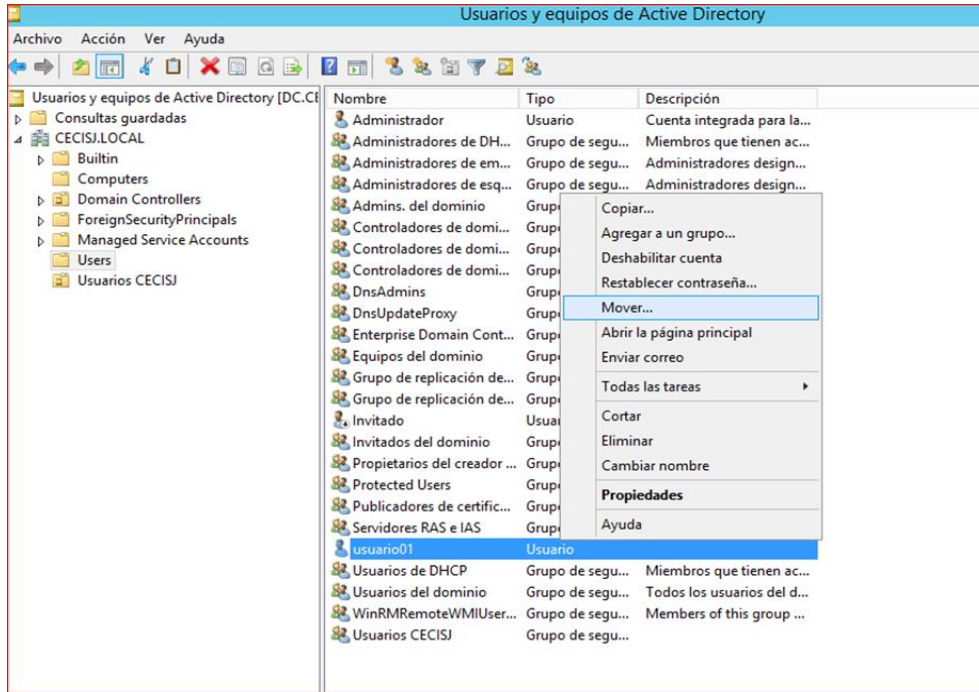 Usuarios y equipos de Active Directory
Archivo Acción Ver Ayuda
Usuarios y equipos de Active Directory [DC.CE
Consultas guardadas
CECISJ.LOCAL
Builtin
Computers
Domain Controllers
ForeignSecurityPrincipals
Managed Service Accounts
Users
Usuarios CECISJ
Nombre Tipo Descripción
Administrador Usuario Cuenta integrada para la...
Administradores de DH... Grupo de segu... Miembros que tienen ac...
Administradores de em... Grupo de segu... Administradores design...
Administradores de esq... Grupo de segu... Administradores design...
Admins. del dominio Grupo
Controladores de domi... Grupo
Controladores de domi... Grupo
Controladores de domi... Grupo
DnsAdmins Grupo
DnsUpdateProxy Grupo
Enterprise Domain Cont... Grupo
Equipos del dominio Grupo
Grupo de replicación de... Grupo
Grupo de replicación de... Grupo
Invitado Usuar
Invitados del dominio Grupo
Propietarios del creador ... Grupo
Protected Users Grupo
Publicadores de certific... Grupo
Servidores RAS e IAS Grupo
usuario01 Usuario
Usuarios de DHCP Grupo de segu... Miembros que tienen ac...
Usuarios del dominio Grupo de segu... Todos los usuarios del d...
WinRMRemoteWMIUser... Grupo de segu... Members of this group ...
Usuarios CECISJ Grupo de segu...
Copiar...
Agregar a un grupo...
Deshabilitar cuenta
Restablecer contraseña...
Mover...
Abrir la página principal
Enviar correo
Todas las tareas
Cortar
Eliminar
Cambiar nombre
Propiedades
Ayuda